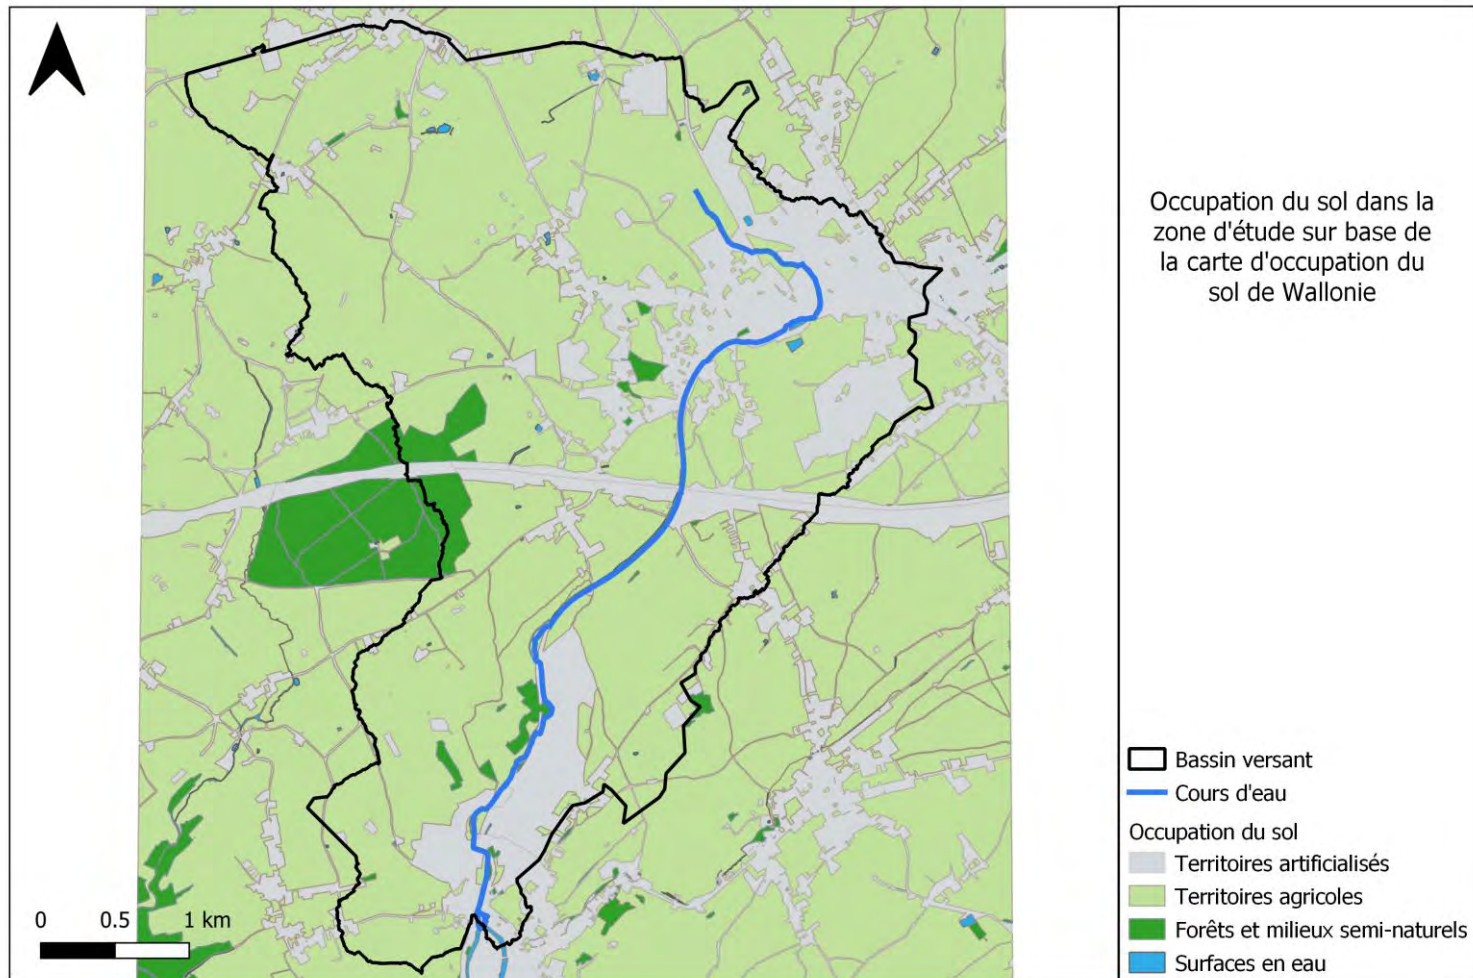 Occupation du sol dans la
zone d'étude sur base de
la carte d'occupation du
sol de Wallonie
Bassin versant
Cours d'eau
Occupation du sol
Territoires artificialisés
Territoires agricoles
Forêts et milieux semi-naturels
Surfaces en eau
0 0.5 1 km